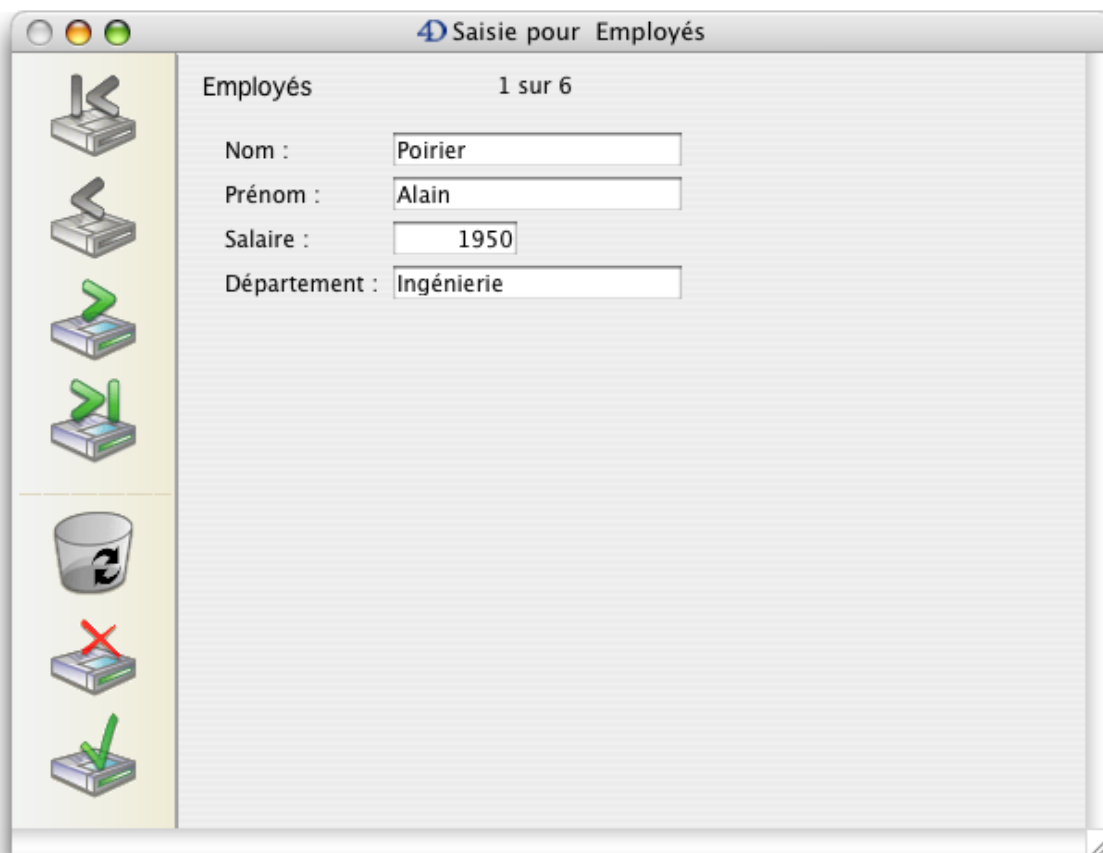 4D Saisie pour Employés
Employés 1 sur 6
Nom : Poirier
Prénom : Alain
Salaire : 1950
Département : Ingénierie